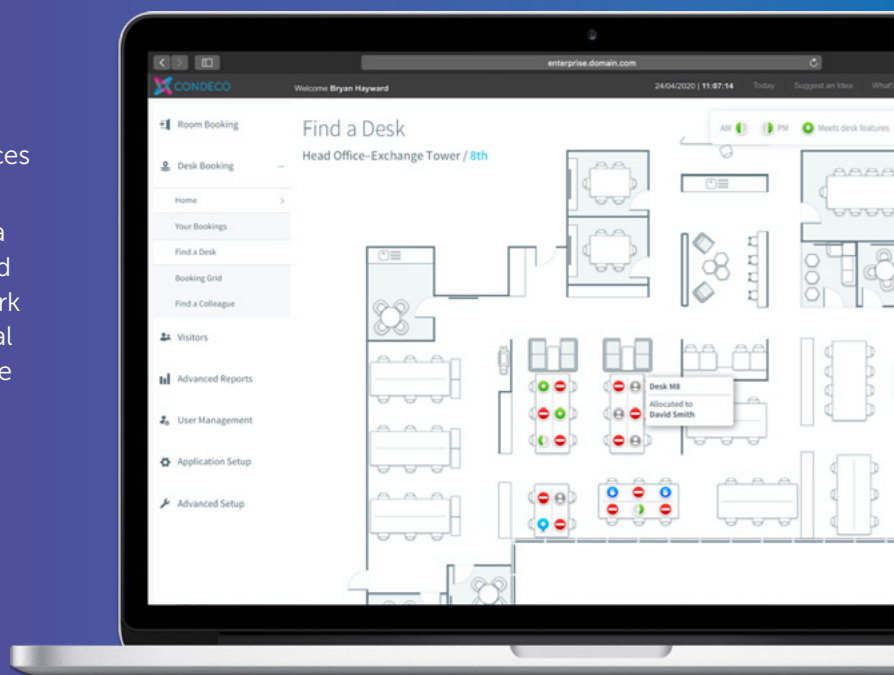 ces
a
d
rk
al
e
enterprise.domain.com
CONDECO
Welcome Bryan Hayward
24/04/2020 | 11:07:14
Today
Suggest an Idea
What's
Room Booking
Desk Booking
Home
Your Bookings
Find a Desk
Booking Grid
Find a Colleague
Visitors
Advanced Reports
User Management
Application Setup
Advanced Setup
Find a Desk
Head Office–Exchange Tower / 8th
AM
PM
Meets desk features
Desk M8
Allocated to
David Smith